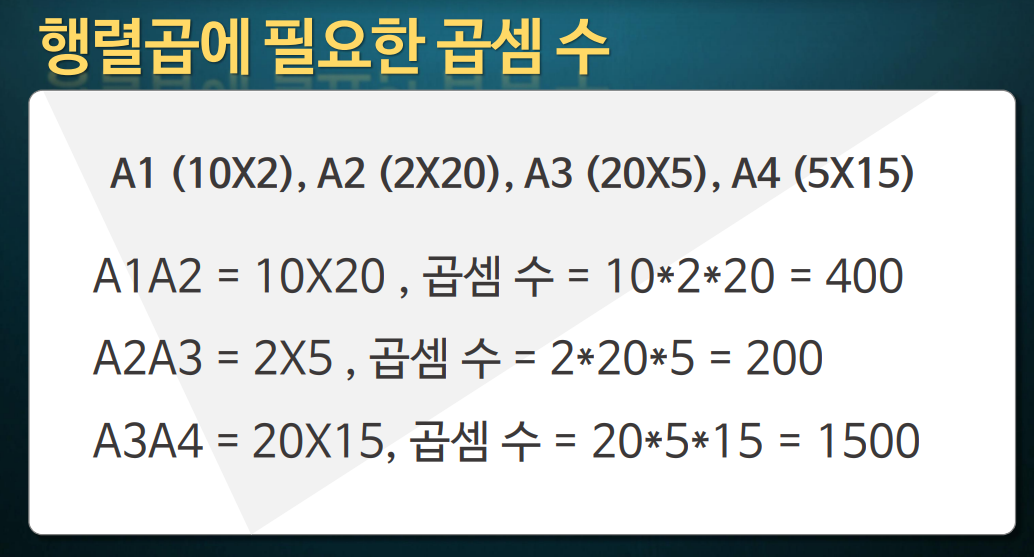 행렬곱에 필요한 곱셈 수
A1 (10X2), A2 (2X20), A3 (20X5), A4 (5X15)
A1A2 = 10X20 , 곱셈 수 = 10*2*20 = 400
A2A3 = 2X5 , 곱셈 수 = 2*20*5 = 200
A3A4 = 20X15, 곱셈 수 = 20*5*15 = 1500